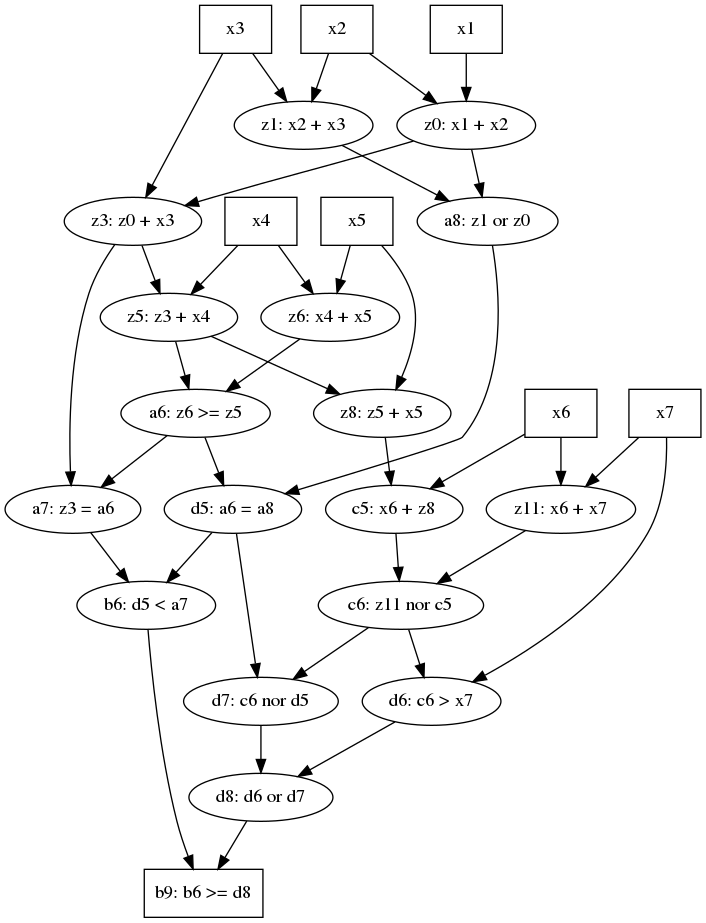 x3
x2
x1
z1: x2 + x3
z0: x1 + x2
z3: z0 + x3
x4
x5
a8: z1 or z0
z5: z3 + x4
z6: x4 + x5
a6: z6 >= z5
z8: z5 + x5
x6
x7
a7: z3 = a6
d5: a6 = a8
c5: x6 + z8
z11: x6 + x7
b6: d5 < a7
c6: z11 nor c5
d7: c6 nor d5
d6: c6 > x7
d8: d6 or d7
b9: b6 >= d8